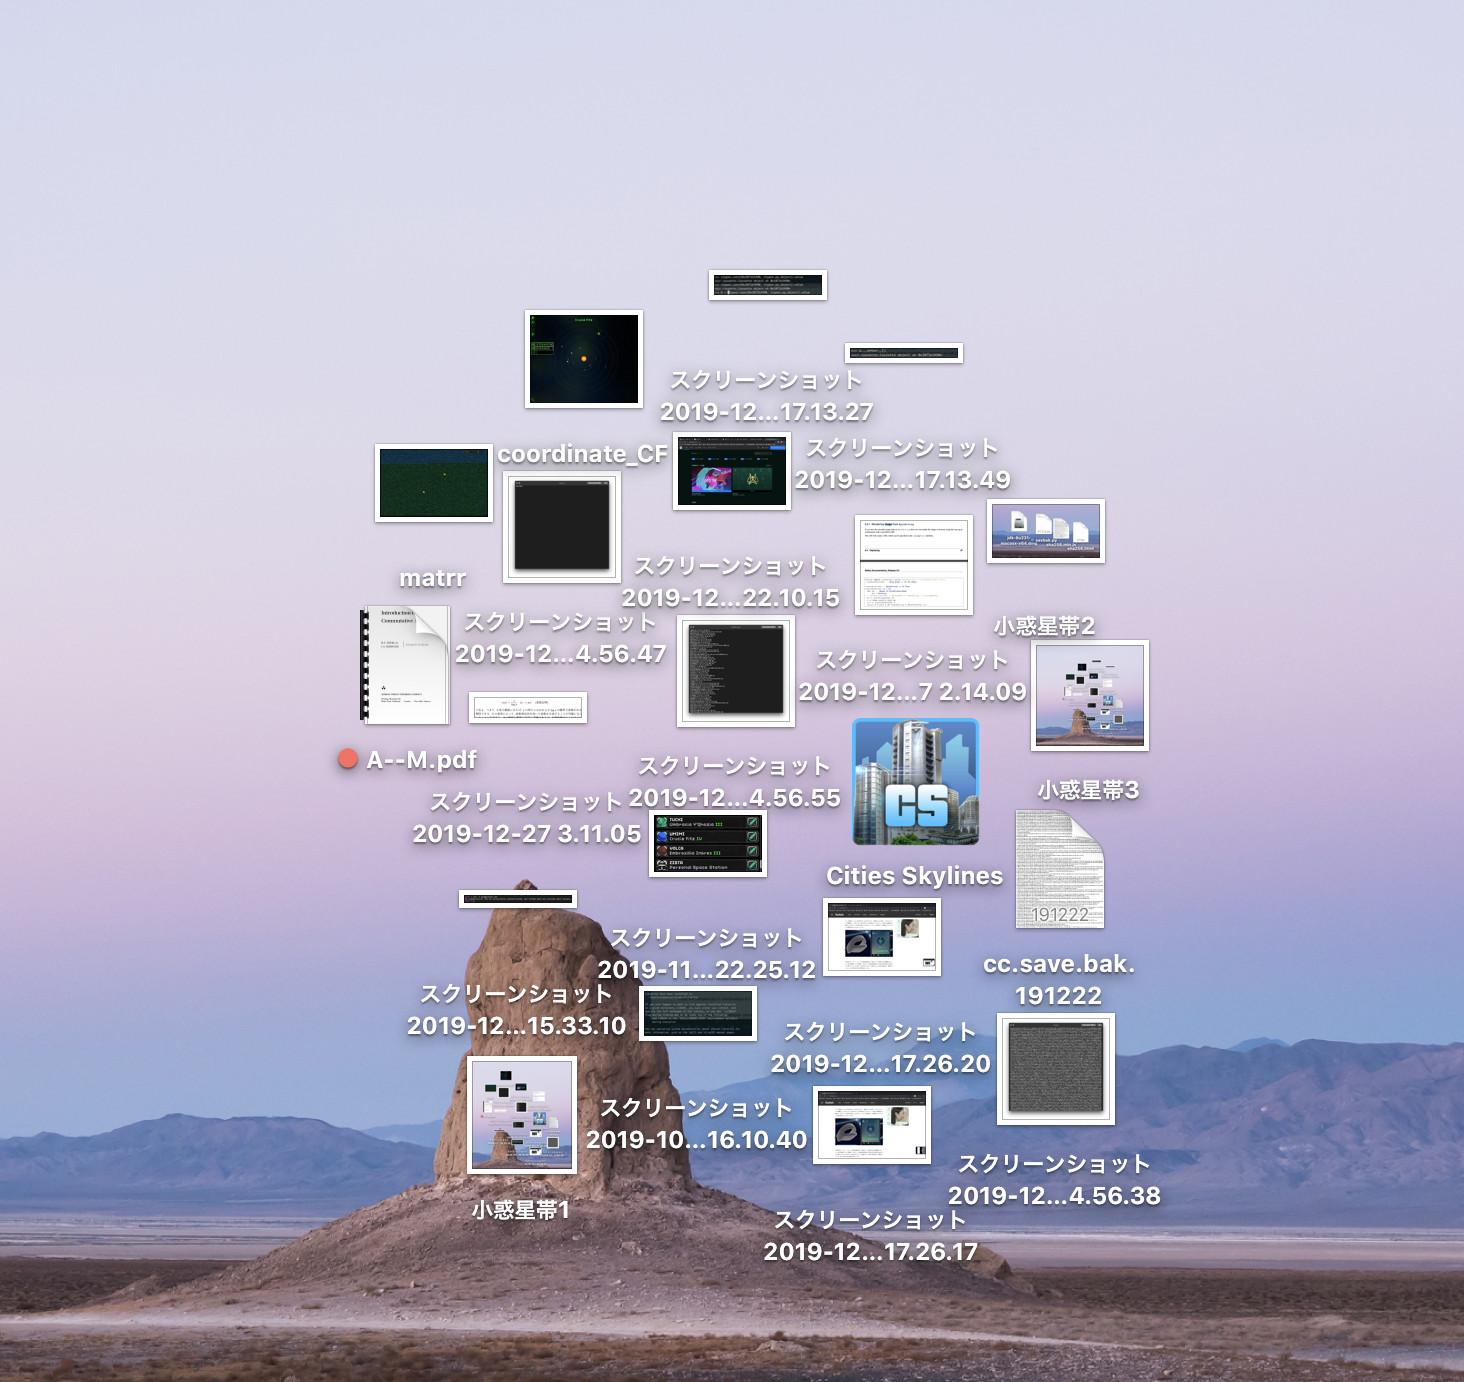 スクリーンショット
2019-12...17.13.27
coordinate_CF
スクリーンショット
2019-12...17.13.49
matrr
スクリーンショット
2019-12...22.10.15
小惑星帯2
スクリーンショット
2019-12...4.56.47
スクリーンショット
2019-12...7 2.14.09
A--M.pdf
スクリーンショット
2019-12...4.56.55
小惑星帯3
スクリーンショット
2019-12-27 3.11.05
CS
Cities Skylines
191222
スクリーンショット
2019-11...22.25.12
cc.save.bak.
191222
スクリーンショット
2019-12...15.33.10
スクリーンショット
2019-12...17.26.20
スクリーンショット
2019-10...16.10.40
スクリーンショット
2019-12...4.56.38
小惑星帯1
スクリーンショット
2019-12...17.26.17